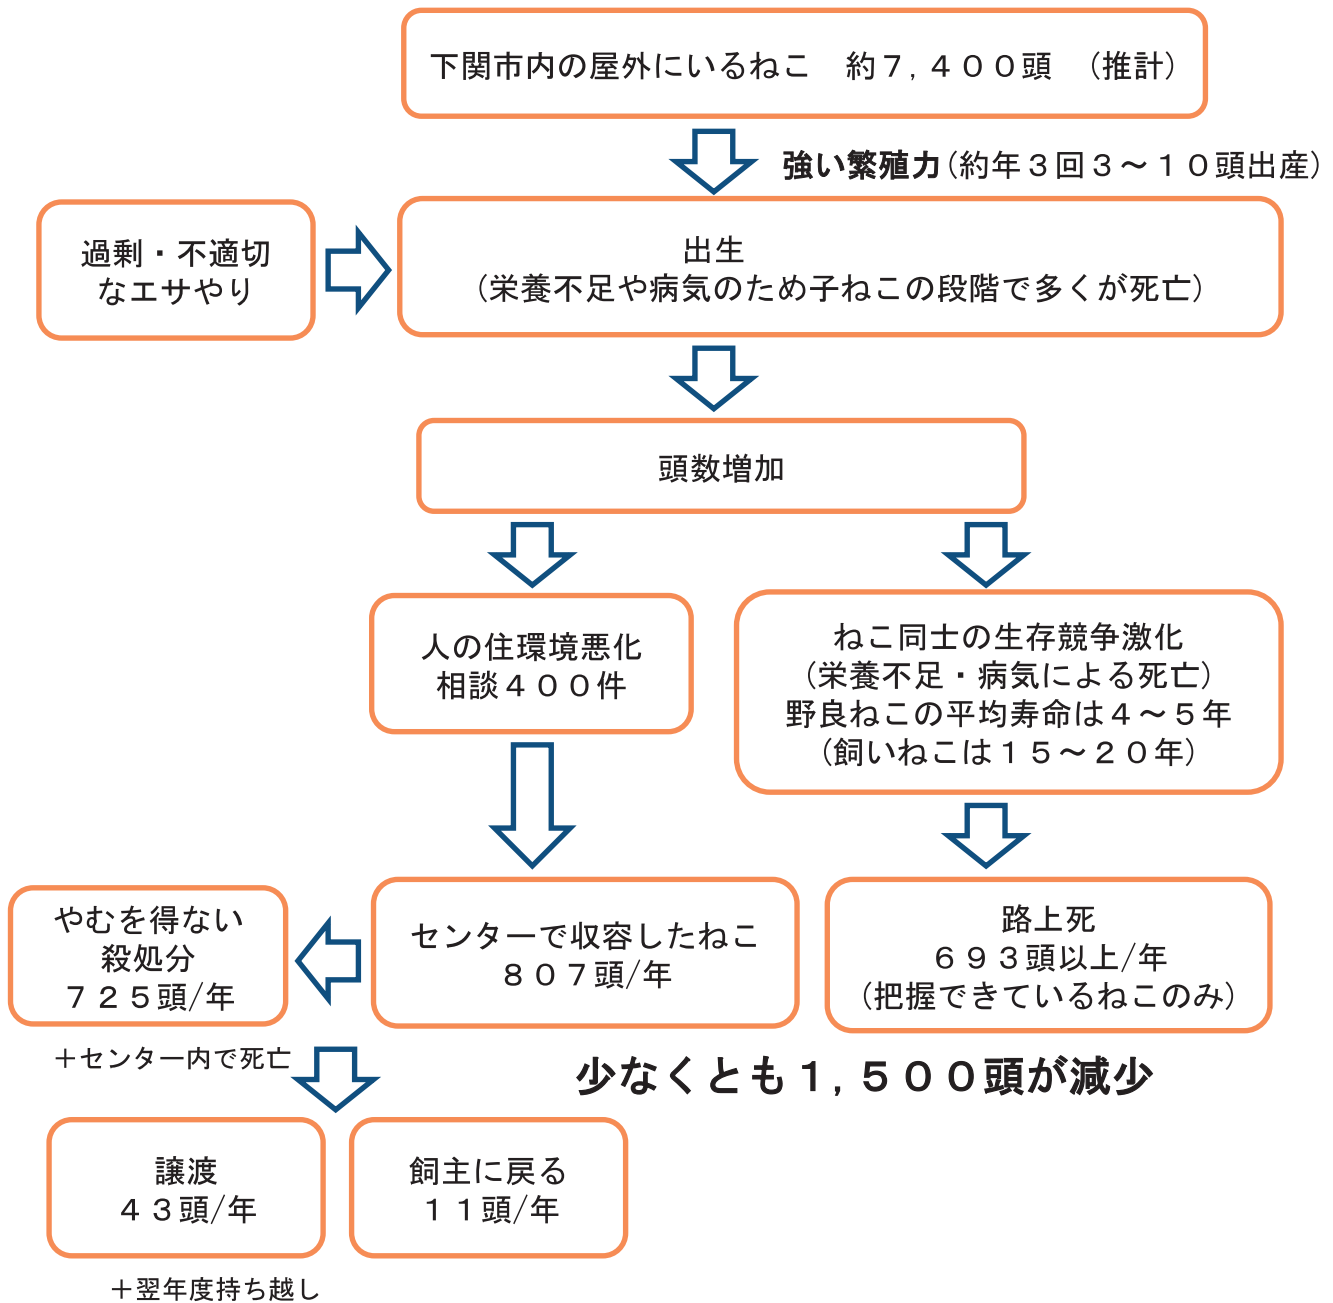 下関市内の屋外にいるねこ　約７，４００頭　（推計）
強い繁殖力（約年３回３～１０頭出産）
過剰・不適切
なエサやり
出生
（栄養不足や病気のため子ねこの段階で多くが死亡）
頭数増加
人の住環境悪化
相談４００件
ねこ同士の生存競争激化
（栄養不足・病気による死亡）
野良ねこの平均寿命は４～５年
（飼いねこは１５～２０年）
やむを得ない
殺処分
７２５頭/年
＋センター内で死亡
センターで収容したねこ
８０７頭/年
路上死
６９３頭以上/年
（把握できているねこのみ）
少なくとも１，５００頭が減少
譲渡
４３頭/年
飼主に戻る
１１頭/年
＋翌年度持ち越し